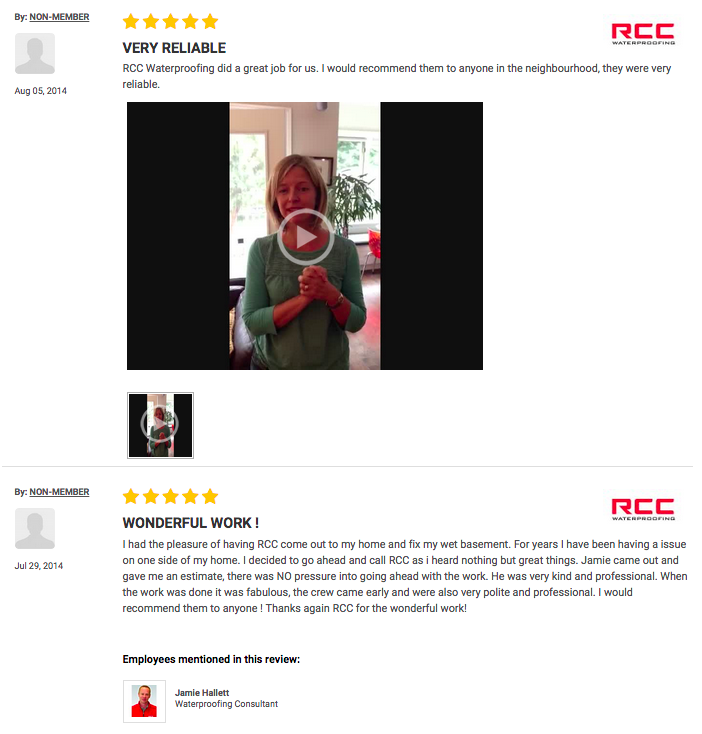 By: NON-MEMBER
RCC
WATERPROOFING
VERY RELIABLE
RCC Waterproofing did a great job for us. I would recommend them to anyone in the neighbourhood, they were very
reliable.
Aug 05, 2014
By: NON-MEMBER
RCC
WATERPROOFING
WONDERFUL WORK !
I had the pleasure of having RCC come out to my home and fix my wet basement. For years I have been having a issue
on one side of my home. I decided to go ahead and call RCC as i heard nothing but great things. Jamie came out and
gave me an estimate, there was NO pressure into going ahead with the work. He was very kind and professional. When
the work was done it was fabulous, the crew came early and were also very polite and professional. I would
recommend them to anyone ! Thanks again RCC for the wonderful work!
Jul 29, 2014
Employees mentioned in this review:
Jamie Hallett
Waterproofing Consultant